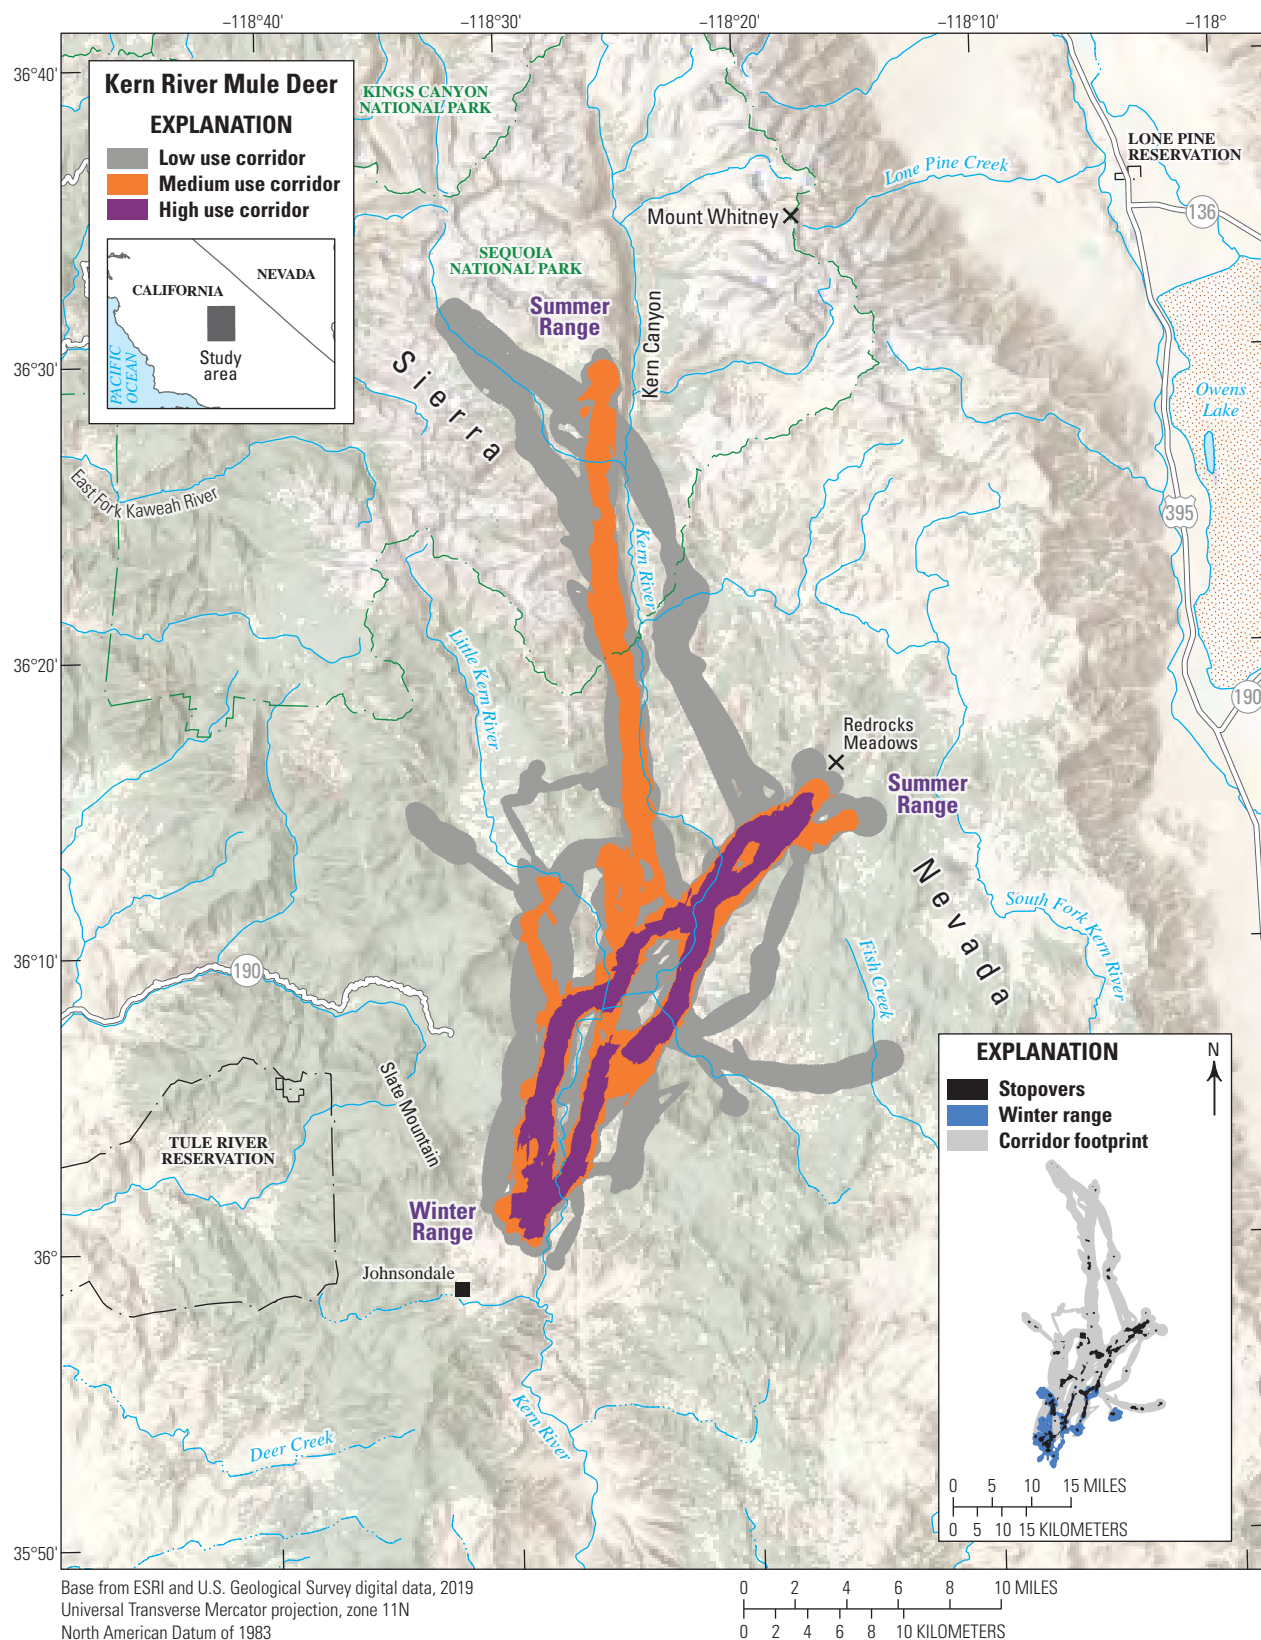 −118°40'
−118°30'
−118°20'
−118°10'
−118°
36°40'
36°30'
36°20'
36°10'
36°
35°50'
Kern River Mule Deer
EXPLANATION
Low use corridor
Medium use corridor
High use corridor
NEVADA
CALIFORNIA
PACIFIC
OCEAN
Study
area
KINGS CANYON
NATIONAL PARK
LONE PINE
RESERVATION
Lone Pine Creek
136
Mount Whitney
SEQUOIA
NATIONAL PARK
Summer
Range
Kern Canyon
Sierra
Owens
Lake
East Fork Kaweah River
395
Kern River
Little Kern River
190
Redrocks
Meadows
Summer
Range
Nevada
South Fork Kern River
Fish Creek
190
Slate Mountain
TULE RIVER
RESERVATION
Winter
Range
Johnsondale
Kern River
Deer Creek
EXPLANATION
N
Stopovers
Winter range
Corridor footprint
0 5 10 15 MILES
0 5 10 15 KILOMETERS
Base from ESRI and U.S. Geological Survey digital data, 2019
Universal Transverse Mercator projection, zone 11N
North American Datum of 1983
0 2 4 6 8 10 MILES
0 2 4 6 8 10 KILOMETERS